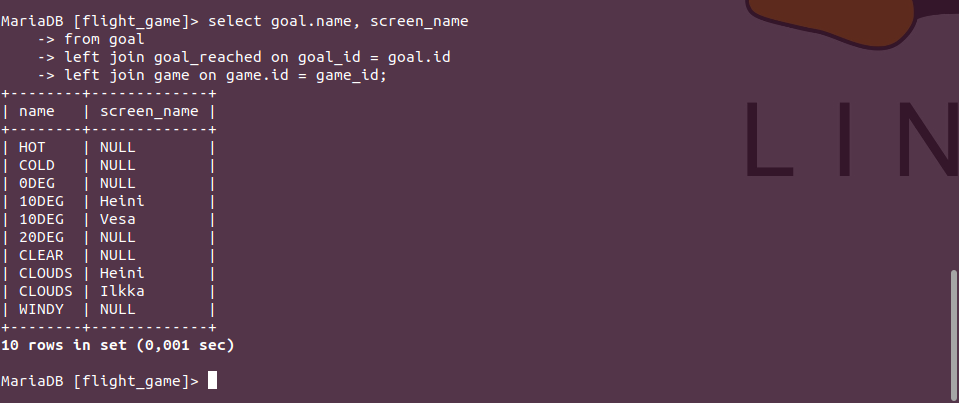 MariaDB [flight_game]> select goal.name, screen_name
    -> from goal
    -> left join goal_reached on goal_id = goal.id
    -> left join game on game.id = game_id;
+--------+-------------+
| name   | screen_name |
+--------+-------------+
| HOT    | NULL        |
| COLD   | NULL        |
| 0DEG   | NULL        |
| 10DEG  | Heini       |
| 10DEG  | Vesa        |
| 20DEG  | NULL        |
| CLEAR  | NULL        |
| CLOUDS | Heini       |
| CLOUDS | Ilkka       |
| WINDY  | NULL        |
+--------+-------------+
10 rows in set (0,001 sec)
MariaDB [flight_game]>
LIN